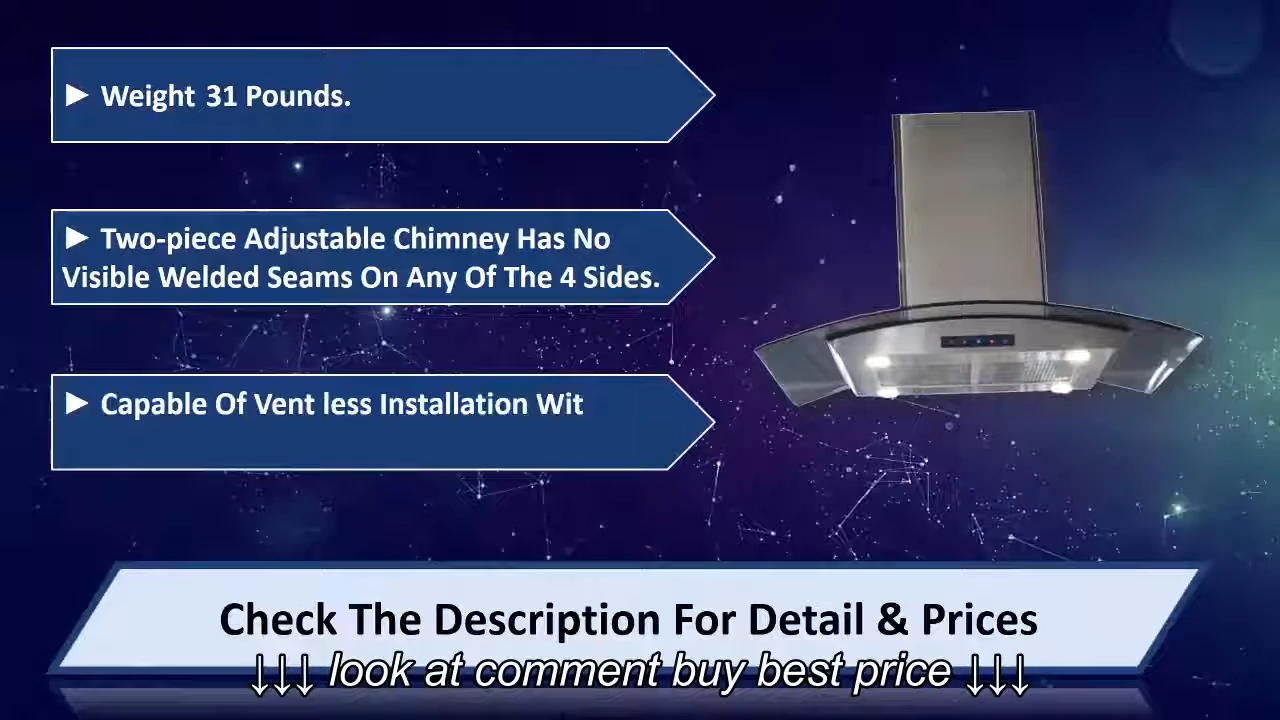 ► Weight 31 Pounds.
► Two-piece Adjustable Chimney Has No
Visible Welded Seams On Any Of The 4 Sides.
► Capable Of Vent less Installation Wit
Check The Description For Detail & Prices
↓↓↓ look at comment buy best price ↓↓↓